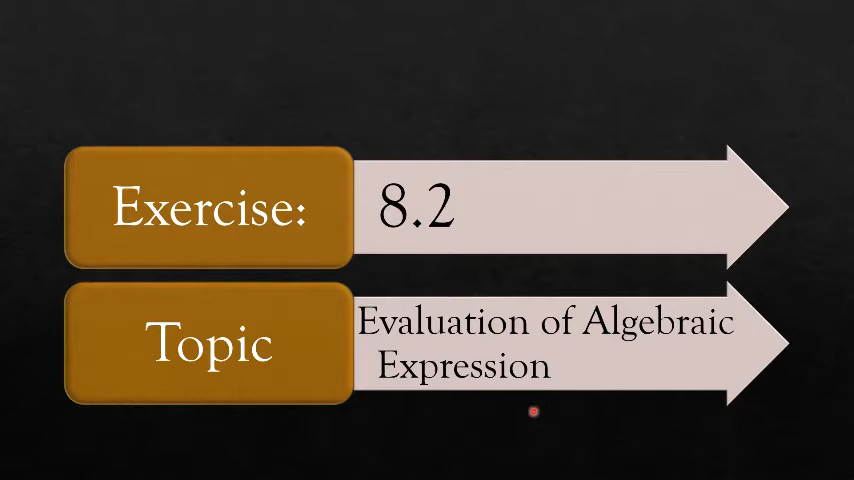 Exercise:
8.2
Topic
Evaluation of Algebraic
Expression